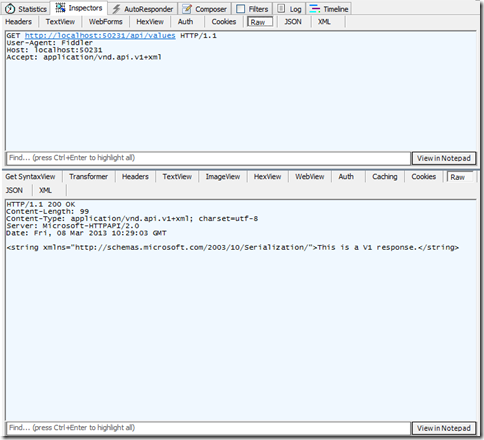 Statistics Inspectors AutoResponder Composer Filters Log Timeline
Headers TextView WebForms HexView Auth Cookies Raw JSON XML
GET http://localhost:50231/api/values HTTP/1.1
User-Agent: Fiddler
Host: localhost:50231
Accept: application/vnd.api.v1+xml
Find... (press Ctrl+Enter to highlight all) View in Notepad
Get SyntaxView Transformer Headers TextView ImageView HexView WebView Auth Caching Cookies Raw
JSON XML
HTTP/1.1 200 OK
Content-Length: 99
Content-Type: application/vnd.api.v1+xml; charset=utf-8
Server: Microsoft-HTTPAPI/2.0
Date: Fri, 08 Mar 2013 10:29:03 GMT
<string xmlns="http://schemas.microsoft.com/2003/10/Serialization/">This is a V1 response.</string>
Find... (press Ctrl+Enter to highlight all) View in Notepad